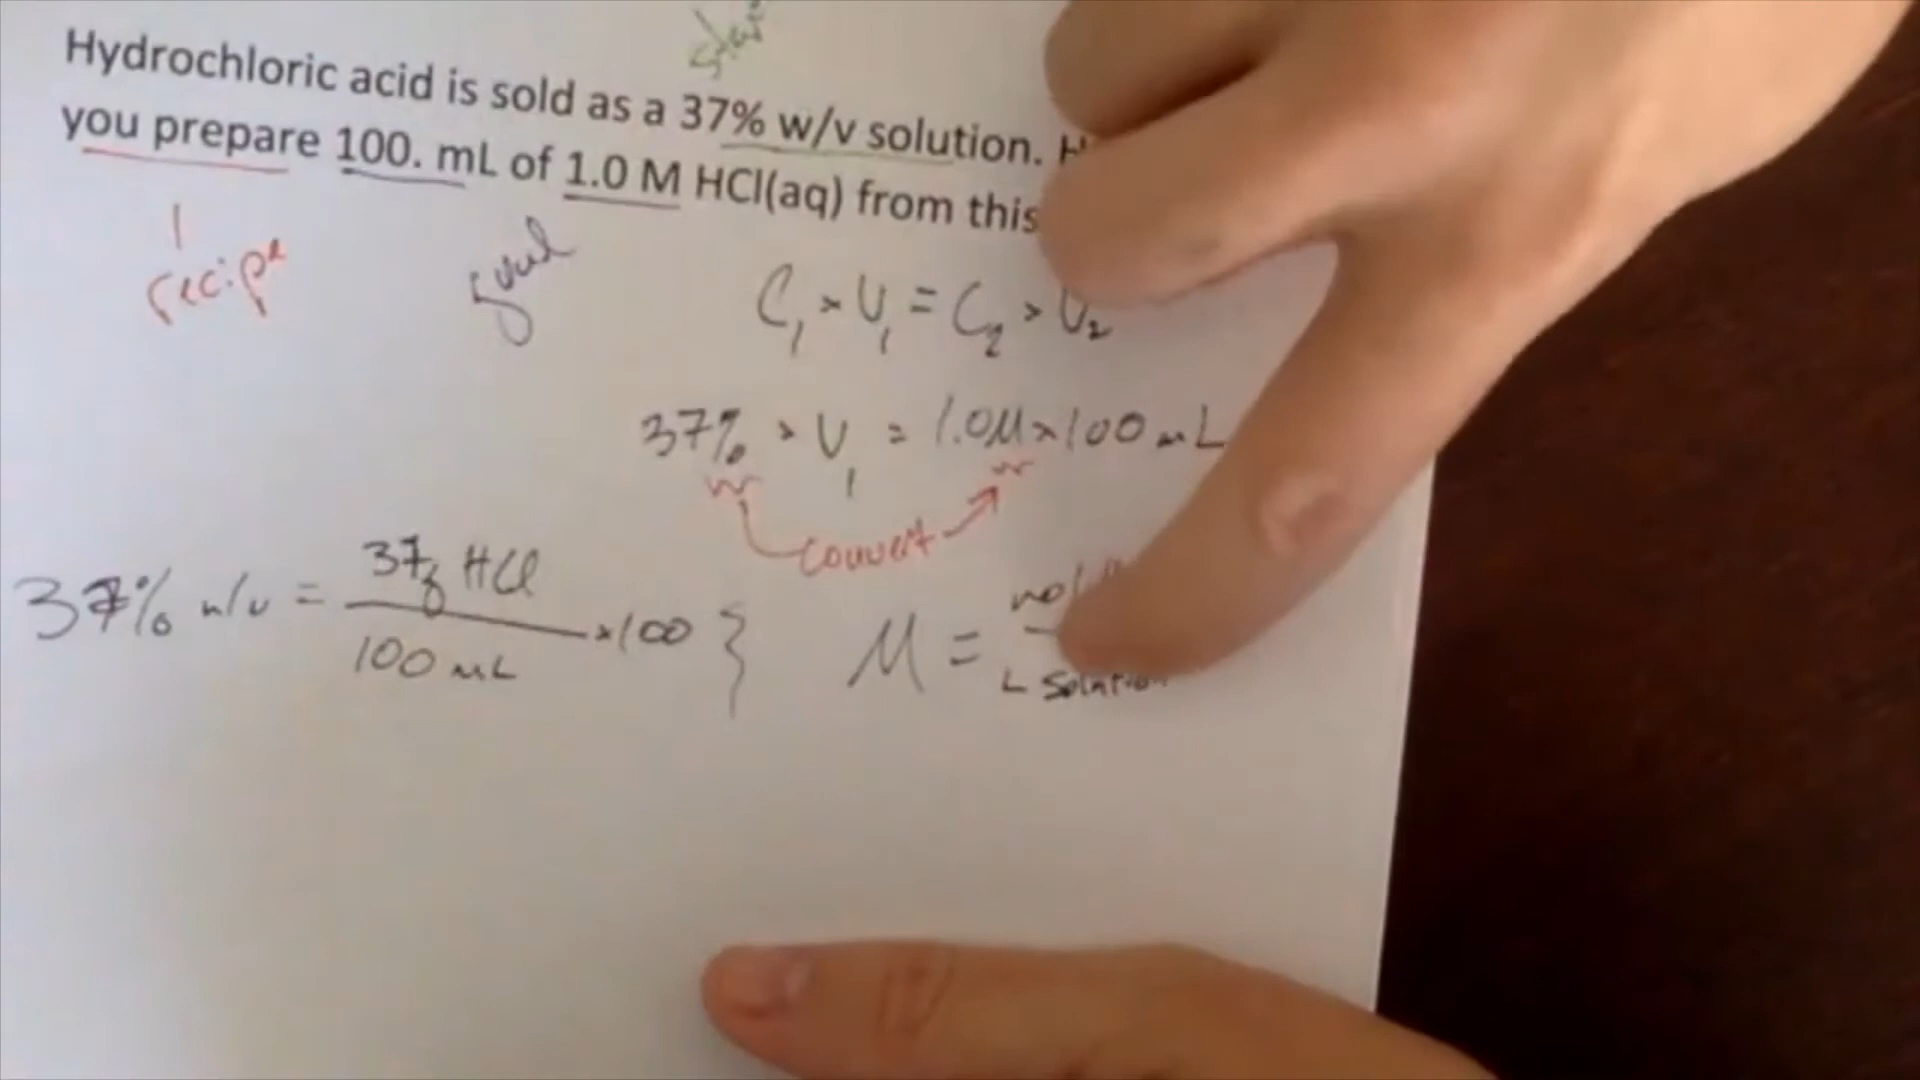 Hydrochloric acid is sold as a 37% w/v solution.
you prepare 100. mL of 1.0 M HCl(aq) from this
recipe
C₁ × V₁ = C₂ × V₂
37% × V₁ = 1.0M × 100 mL
convert
37% w/v = 37g HCl
100 mL
×100 }
M = mol
L solution